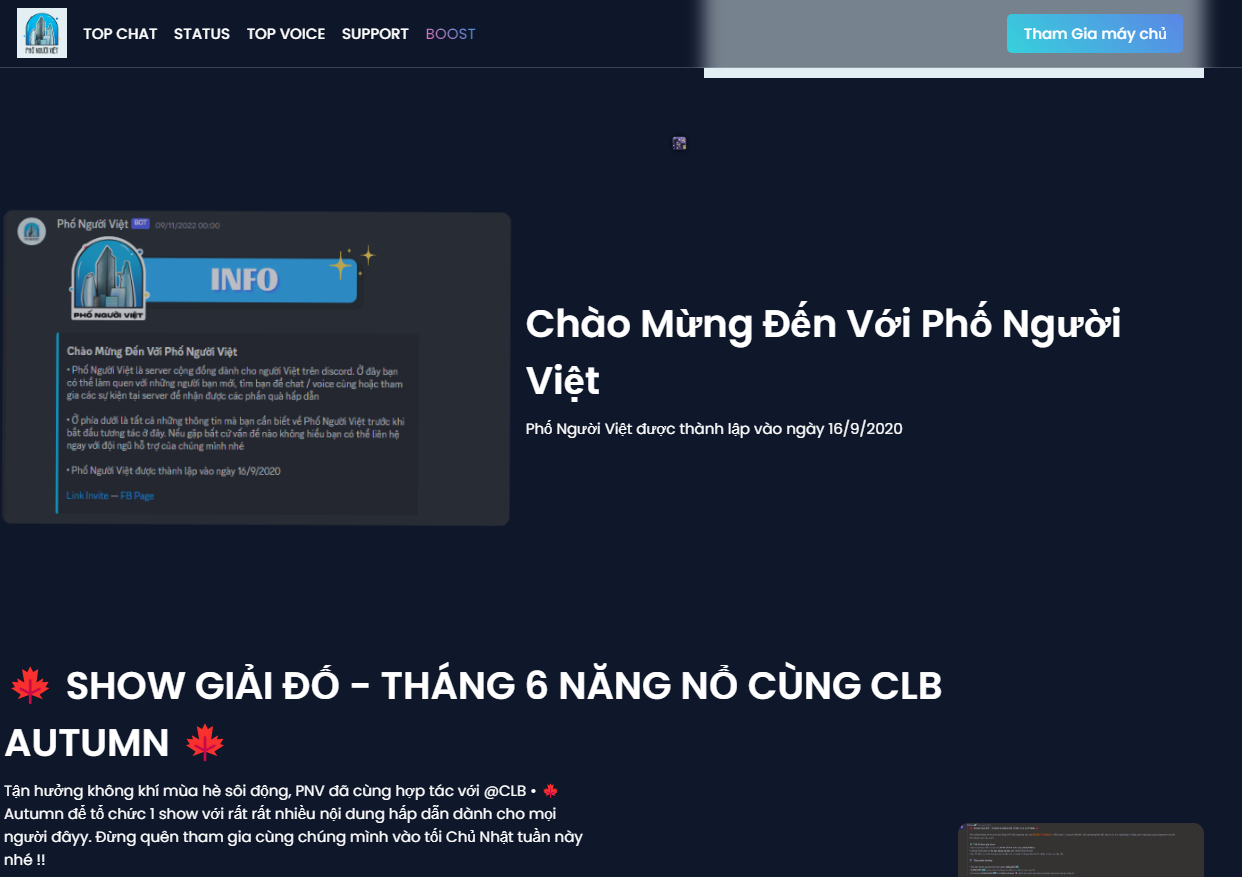 PHỐ NGƯỜI VIỆT
TOP CHAT STATUS TOP VOICE SUPPORT BOOST
Tham Gia máy chủ
Phố Người Việt BOT 09/11/2022 00:00
INFO
PHỐ NGƯỜI VIỆT
Chào Mừng Đến Với Phố Người Việt
• Phố Người Việt là server cộng đồng dành cho người Việt trên discord. Ở đây bạn
có thể làm quen với những người bạn mới, tìm bạn để chat / voice cùng hoặc tham
gia các sự kiện tại server để nhận được các phần quà hấp dẫn
• Ở phía dưới là tất cả những thông tin mà bạn cần biết về Phố Người Việt trước khi
bắt đầu tương tác ở đây. Nếu gặp bất cứ vấn đề nào không hiểu bạn có thể liên hệ
ngay với đội ngũ hỗ trợ của chúng mình nhé
• Phố Người Việt được thành lập vào ngày 16/9/2020
Link Invite — FB Page
Chào Mừng Đến Với Phố Người
Việt
Phố Người Việt được thành lập vào ngày 16/9/2020
🍁 SHOW GIẢI ĐỐ - THÁNG 6 NĂNG NỔ CÙNG CLB
AUTUMN 🍁
Tận hưởng không khí mùa hè sôi động, PNV đã cùng hợp tác với @CLB • 🍁
Autumn để tổ chức 1 show với rất rất nhiều nội dung hấp dẫn dành cho mọi
người đâyy. Đừng quên tham gia cùng chúng mình vào tối Chủ Nhật tuần này
nhé !!